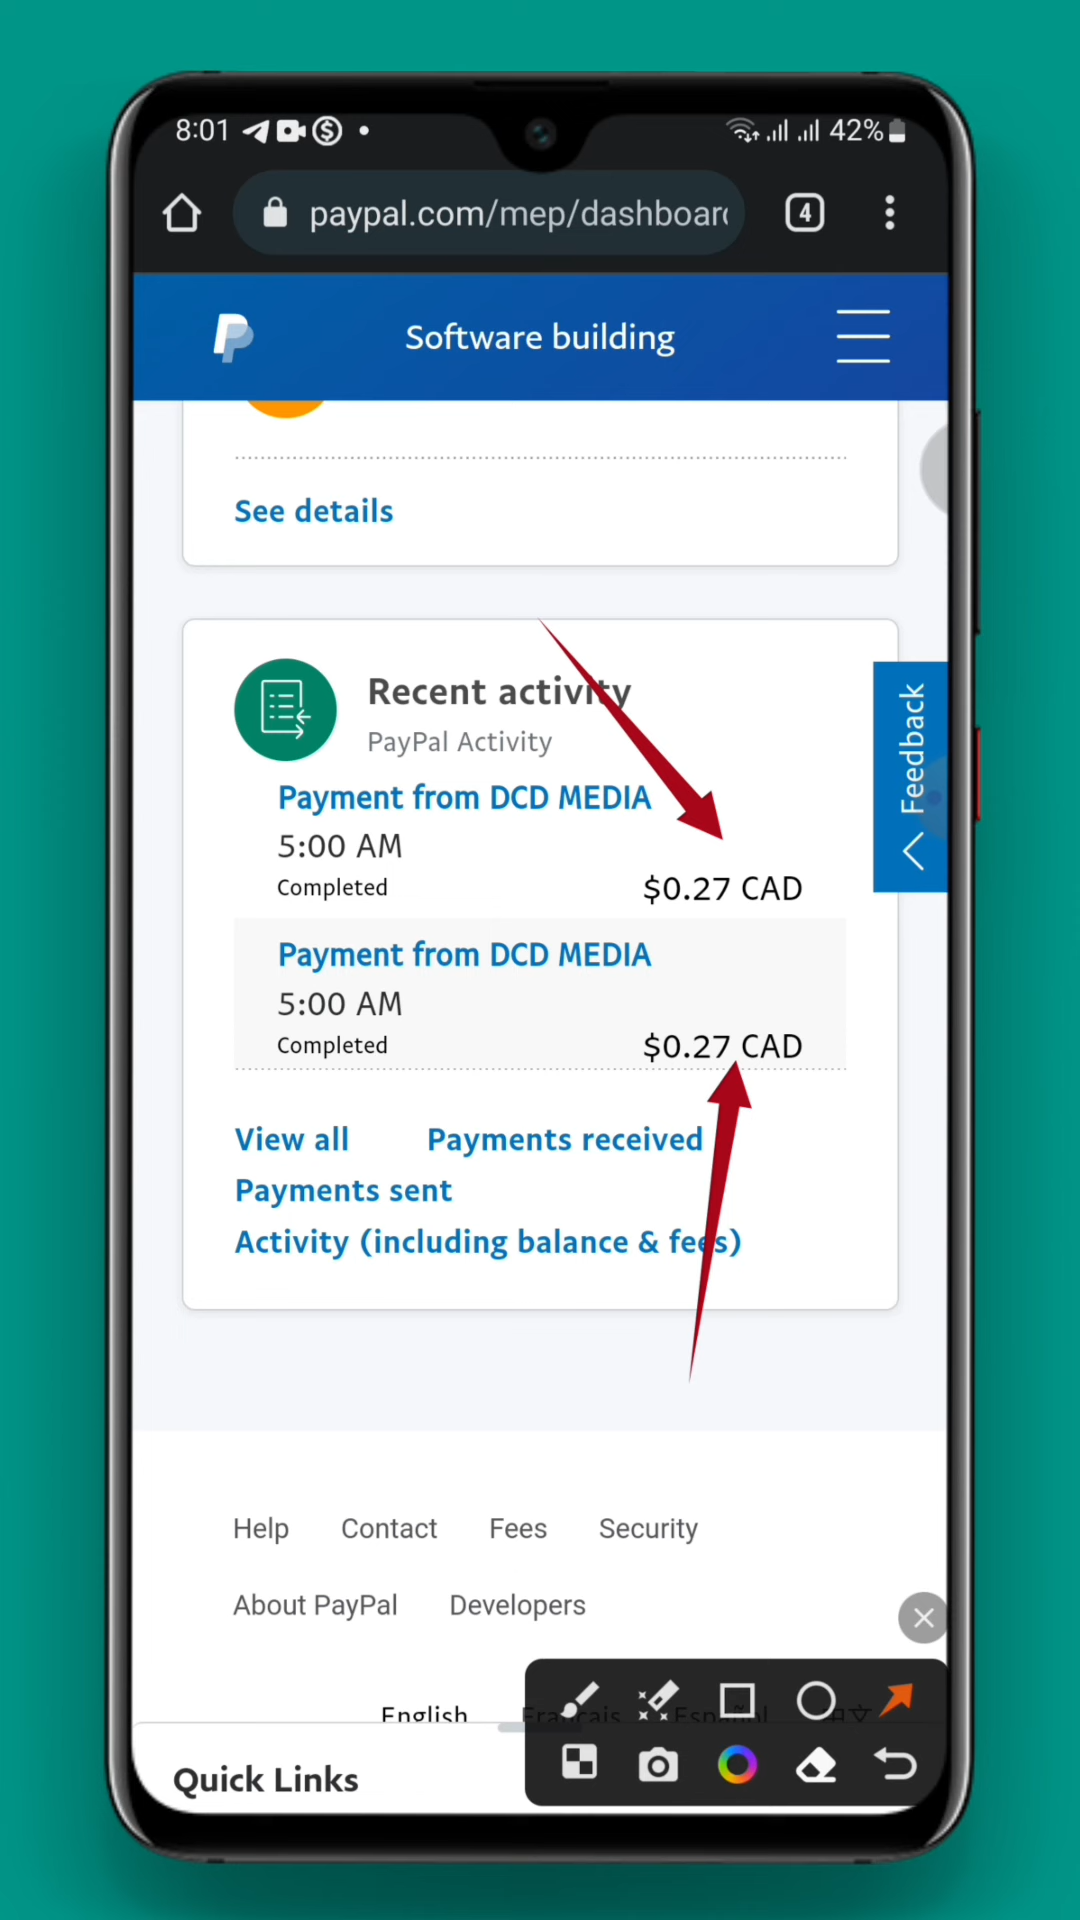 8:01 42%
paypal.com/mep/dashboar
4
Software building
See details
Recent activity
PayPal Activity
Payment from DCD MEDIA
5:00 AM
Completed $0.27 CAD
Payment from DCD MEDIA
5:00 AM
Completed $0.27 CAD
Feedback
View all Payments received
Payments sent
Activity (including balance & fees)
Help Contact Fees Security
About PayPal Developers
English Français Español 中文
Quick Links